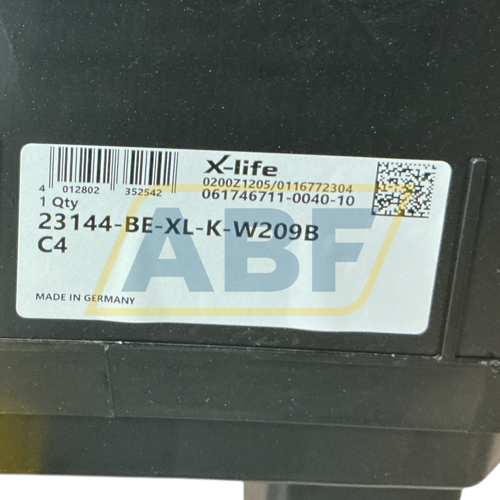 X-life
0200Z1205/0116772304
061746711-0040-10
4 012802 352542
1 Qty
23144-BE-XL-K-W209B
C4
MADE IN GERMANY
ABF